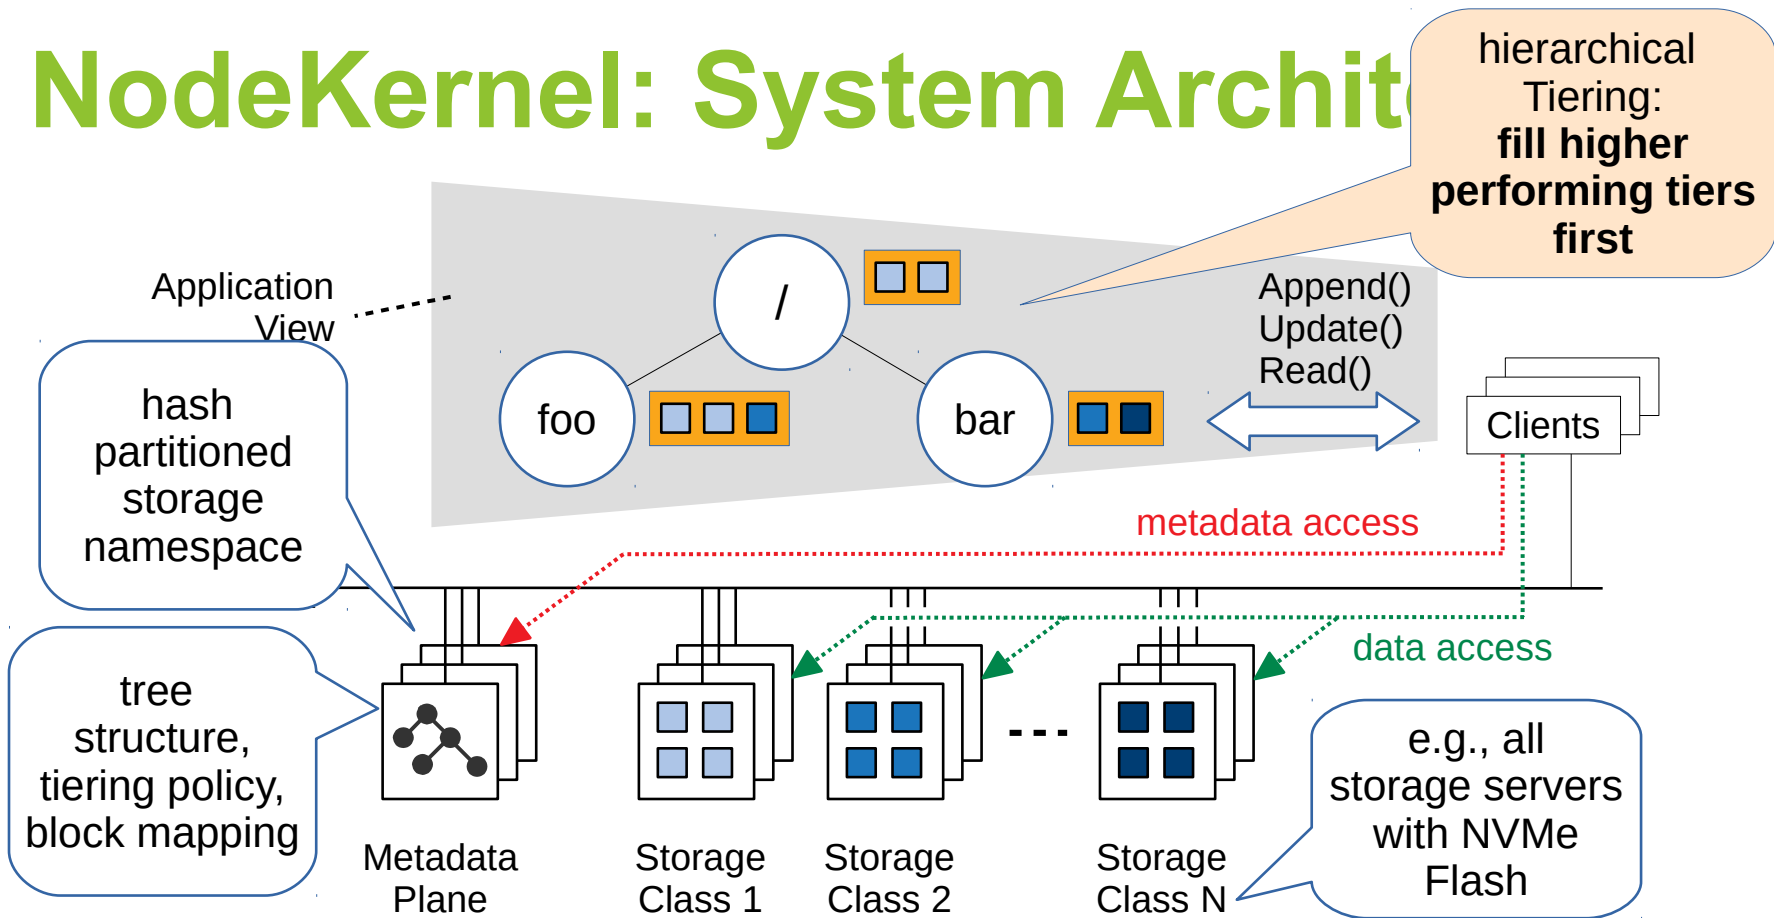 NodeKernel: System Archit
hierarchical
Tiering:
fill higher
performing tiers
first
Application
View
/
foo
bar
Append()
Update()
Read()
Clients
hash
partitioned
storage
namespace
metadata access
data access
tree
structure,
tiering policy,
block mapping
e.g., all
storage servers
with NVMe
Flash
Metadata
Plane
Storage
Class 1
Storage
Class 2
Storage
Class N